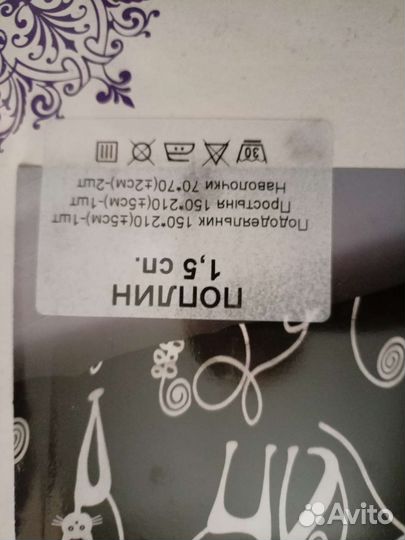 ПОПЛИН
1,5 сп.
Пододеяльник 150*210(±5см)-1шт
Простыня 150*210(±5см)-1шт
Наволочки 70*70(±2см)-2шт
30
Avito